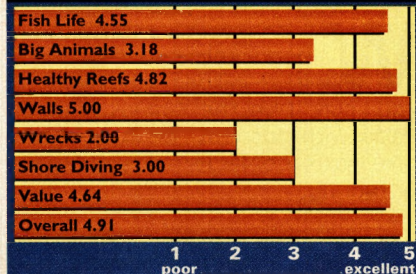 Fish Life 4.55
Big Animals 3.18
Healthy Reefs 4.82
Walls 5.00
Wrecks 2.00
Shore Diving 3.00
Value 4.64
Overall 4.91
1 2 3 4 5
poor excellent